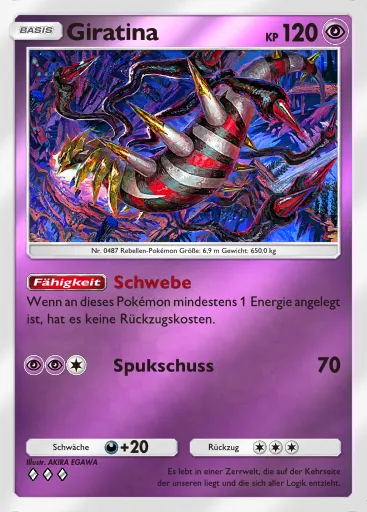 BASIS
Giratina
KP 120
Nr. 0487 Rebellen-Pokémon Größe: 6,9 m Gewicht: 650.0 kg
Fähigkeit Schwebe
Wenn an dieses Pokémon mindestens 1 Energie angelegt
ist, hat es keine Rückzugskosten.
Spukschuss 70
Schwäche +20 Rückzug
Illustr. AKIRA EGAWA
Es lebt in einer Zerrwelt, die auf der Kehrseite
der unseren liegt und die sich aller Logik entzieht.